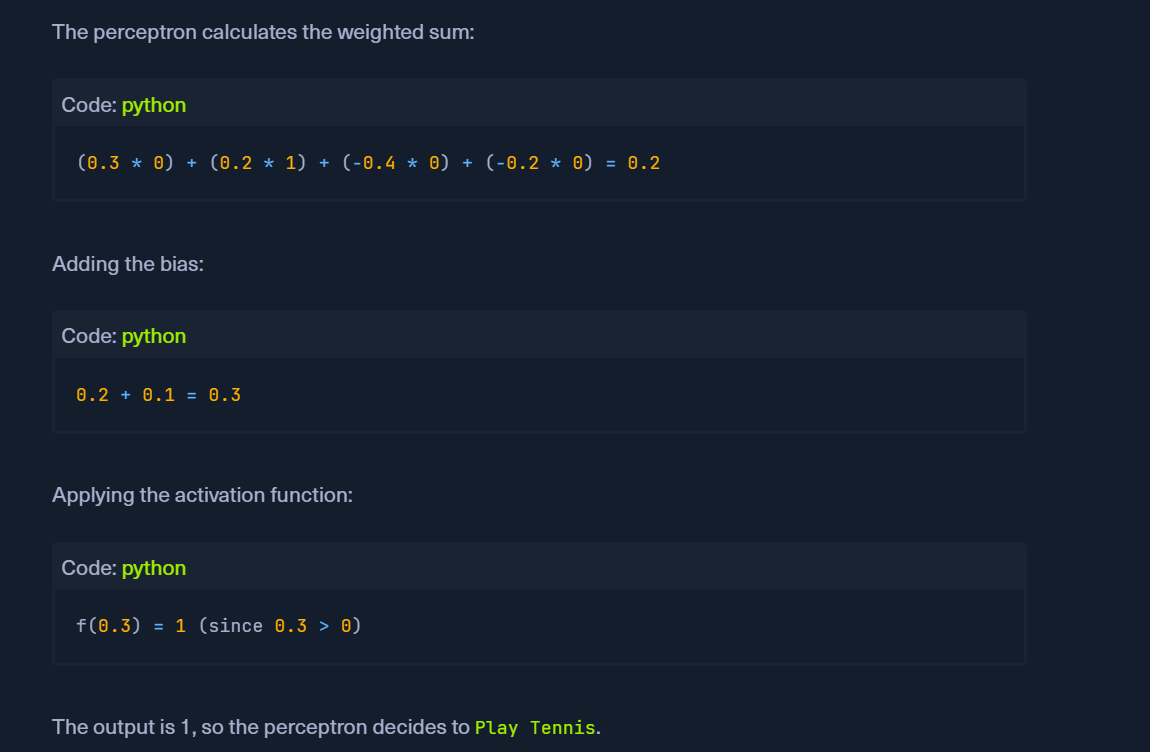 The perceptron calculates the weighted sum:
Code: python
(0.3 * 0) + (0.2 * 1) + (-0.4 * 0) + (-0.2 * 0) = 0.2
Adding the bias:
Code: python
0.2 + 0.1 = 0.3
Applying the activation function:
Code: python
f(0.3) = 1 (since 0.3 > 0)
The output is 1, so the perceptron decides to Play Tennis.